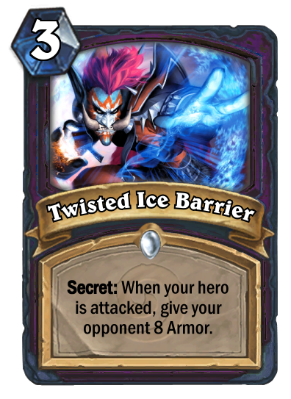 3
Twisted Ice Barrier
Secret: When your hero
is attacked, give your
opponent 8 Armor.